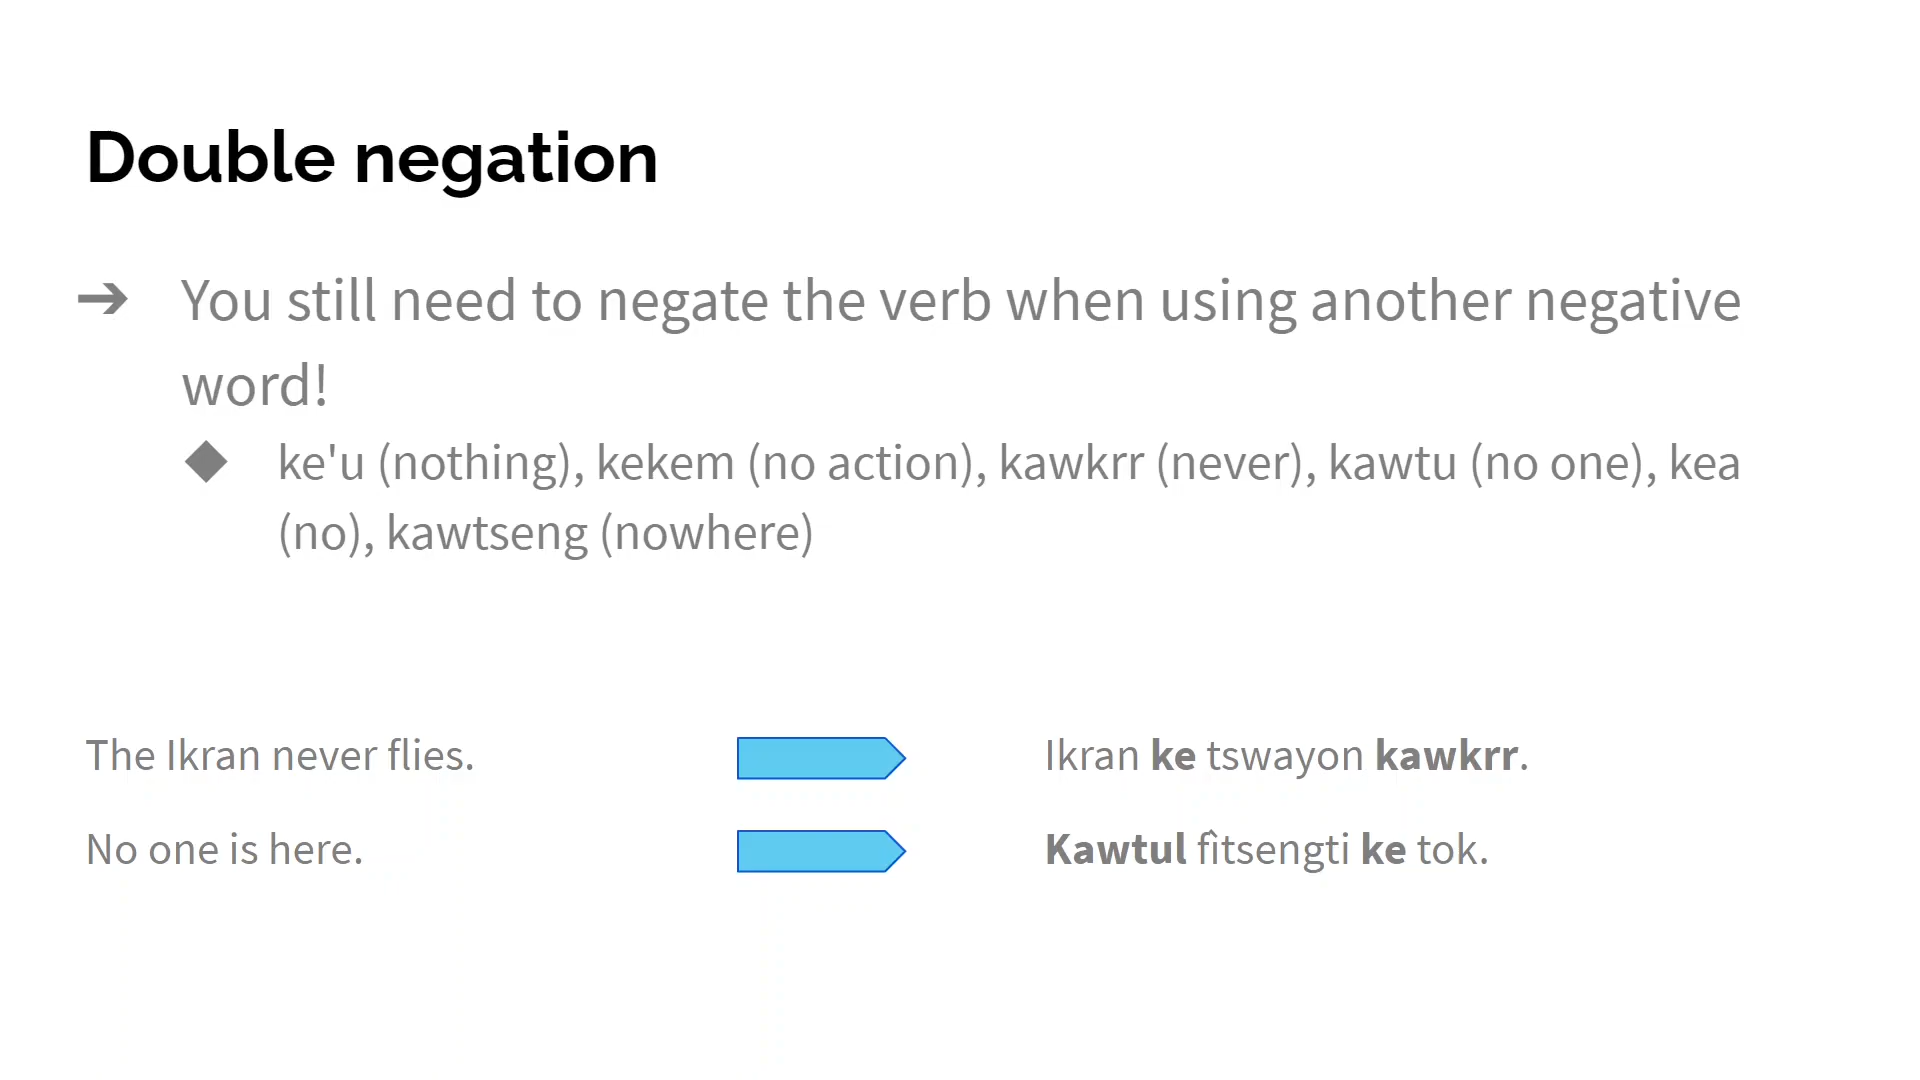 Double negation
➔ You still need to negate the verb when using another negative
word!
◆ ke'u (nothing), kekem (no action), kawkrr (never), kawtu (no one), kea
(no), kawtseng (nowhere)
The Ikran never flies.
Ikran ke tswayon kawkrr.
No one is here.
Kawtul fìtsengti ke tok.